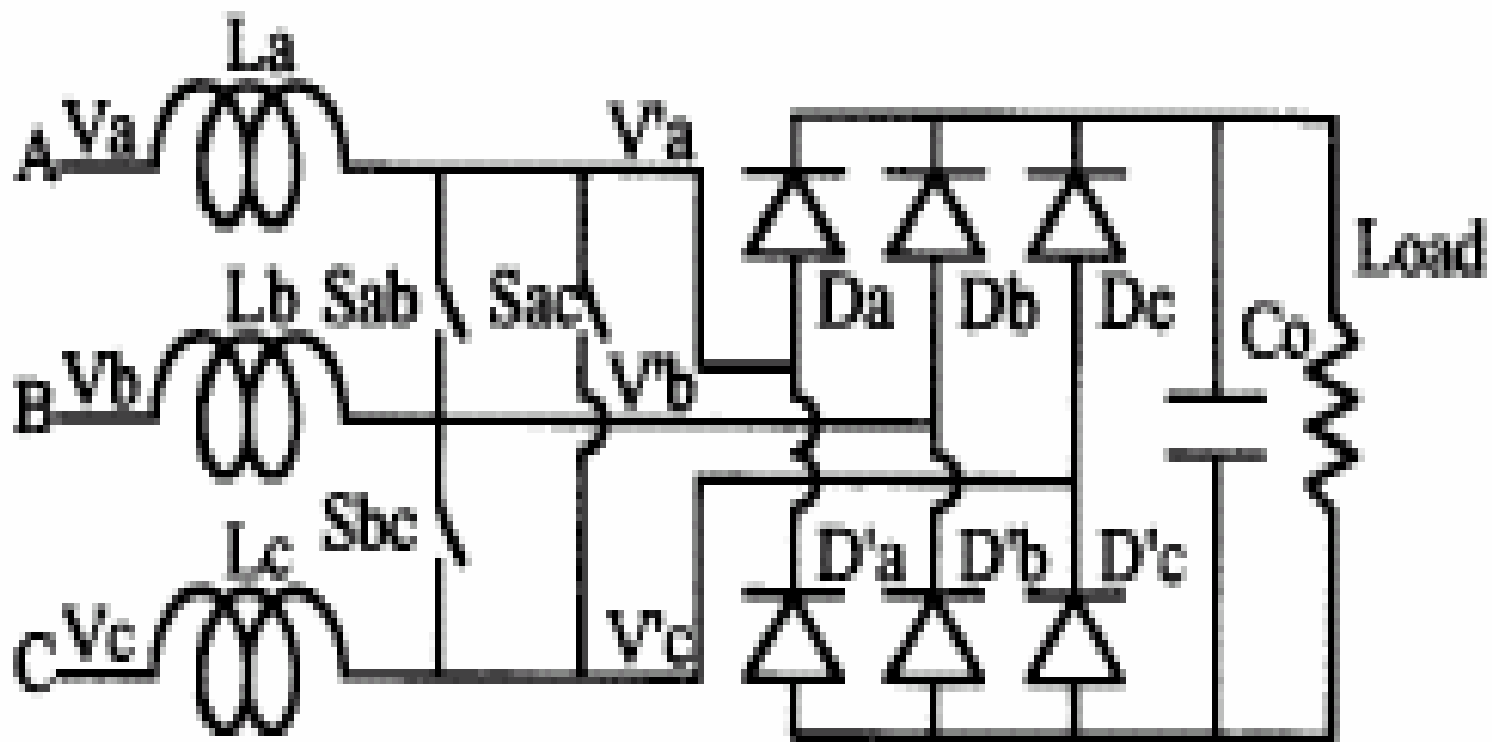 La
A Va V'a
Da Db Dc Load
Lb Sab Sac Co
B Vb V'b
Lc Sbc D'a D'b D'c
C Vc V'c